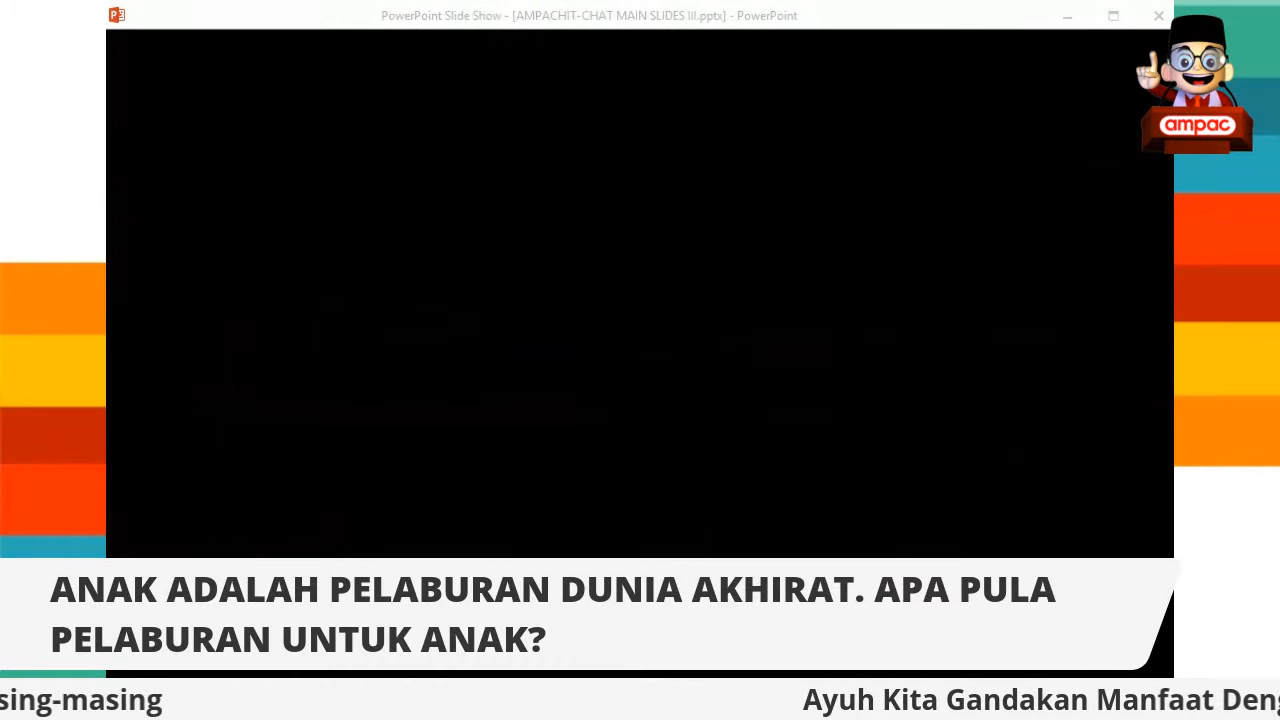 PowerPoint Slide Show - [AMPACHIT-CHAT MAIN SLIDES III.pptx] - PowerPoint
ampac
ANAK ADALAH PELABURAN DUNIA AKHIRAT. APA PULA
PELABURAN UNTUK ANAK?
sing-masing
Ayuh Kita Gandakan Manfaat Deng